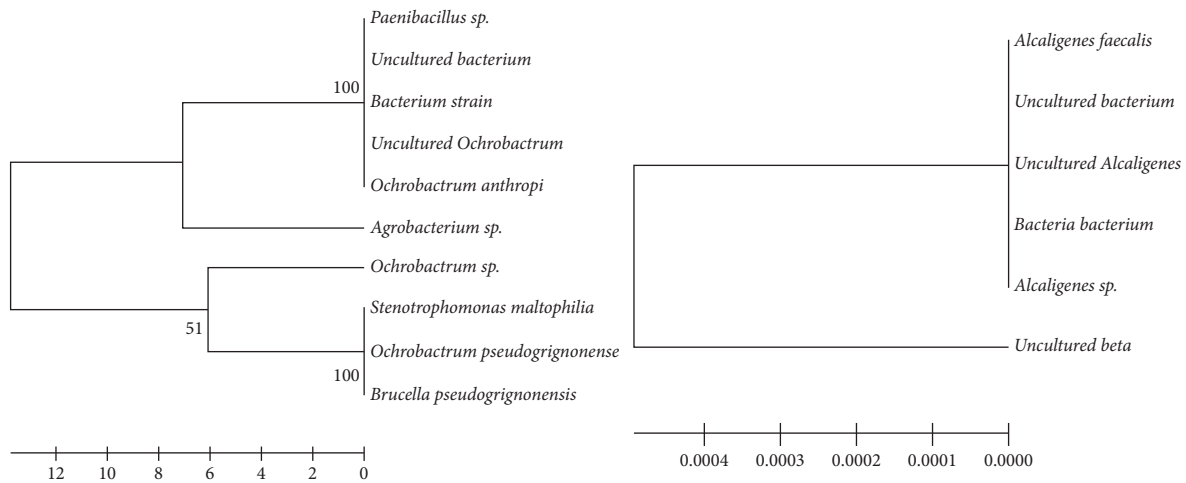 Paenibacillus sp.
Uncultured bacterium
100
Bacterium strain
Uncultured Ochrobactrum
Ochrobactrum anthropi
Agrobacterium sp.
Ochrobactrum sp.
Stenotrophomonas maltophilia
51
Ochrobactrum pseudogrignonense
100
Brucella pseudogrignonensis
12 10 8 6 4 2 0
Alcaligenes faecalis
Uncultured bacterium
Uncultured Alcaligenes
Bacteria bacterium
Alcaligenes sp.
Uncultured beta
0.0004 0.0003 0.0002 0.0001 0.0000